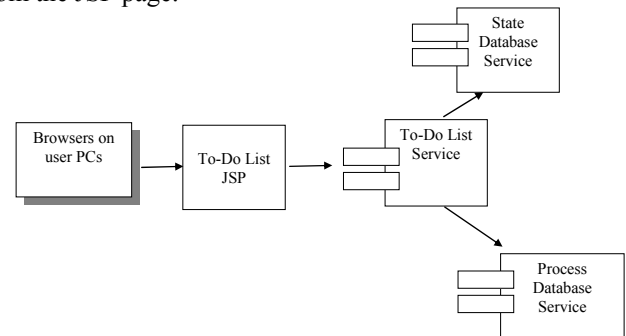 om the JSP page.
State
Database
Service
Browsers on
user PCs
To-Do List
JSP
To-Do List
Service
Process
Database
Service